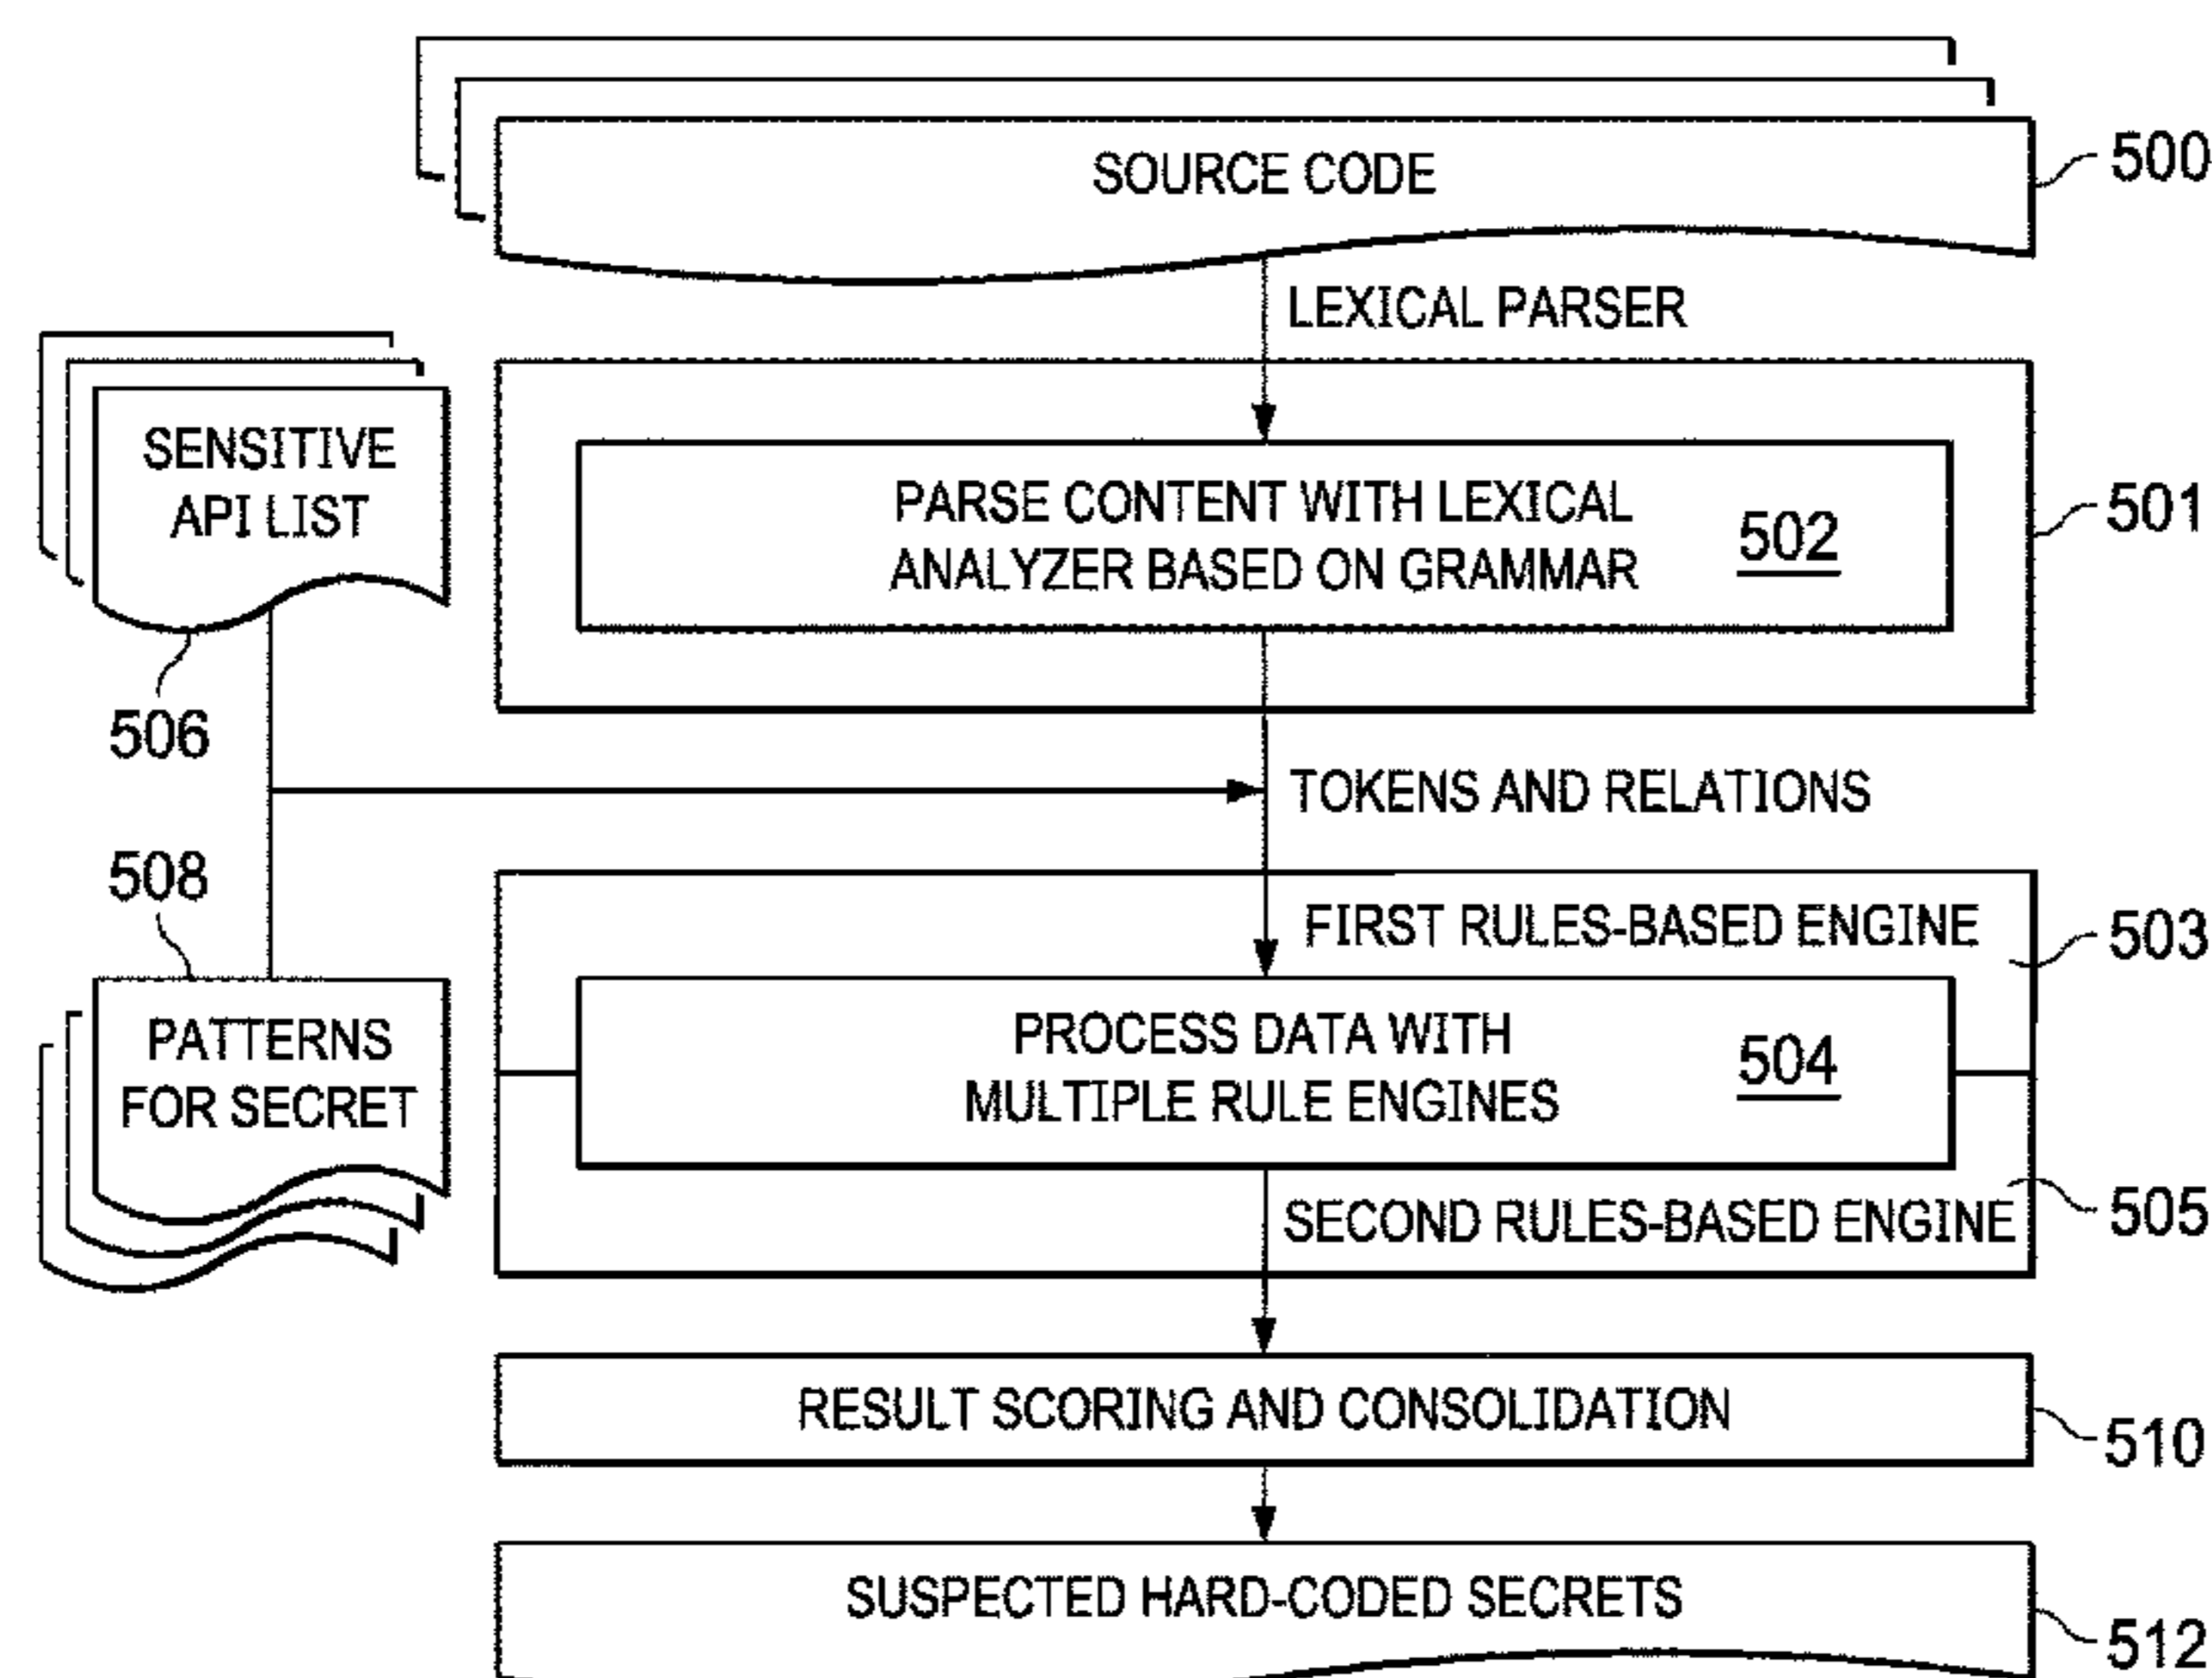 SOURCE CODE
500
LEXICAL PARSER
SENSITIVE
API LIST
506
PARSE CONTENT WITH LEXICAL
ANALYZER BASED ON GRAMMAR
502
501
TOKENS AND RELATIONS
508
PATTERNS
FOR SECRET
FIRST RULES-BASED ENGINE
503
PROCESS DATA WITH
MULTIPLE RULE ENGINES
504
SECOND RULES-BASED ENGINE
505
RESULT SCORING AND CONSOLIDATION
510
SUSPECTED HARD-CODED SECRETS
512